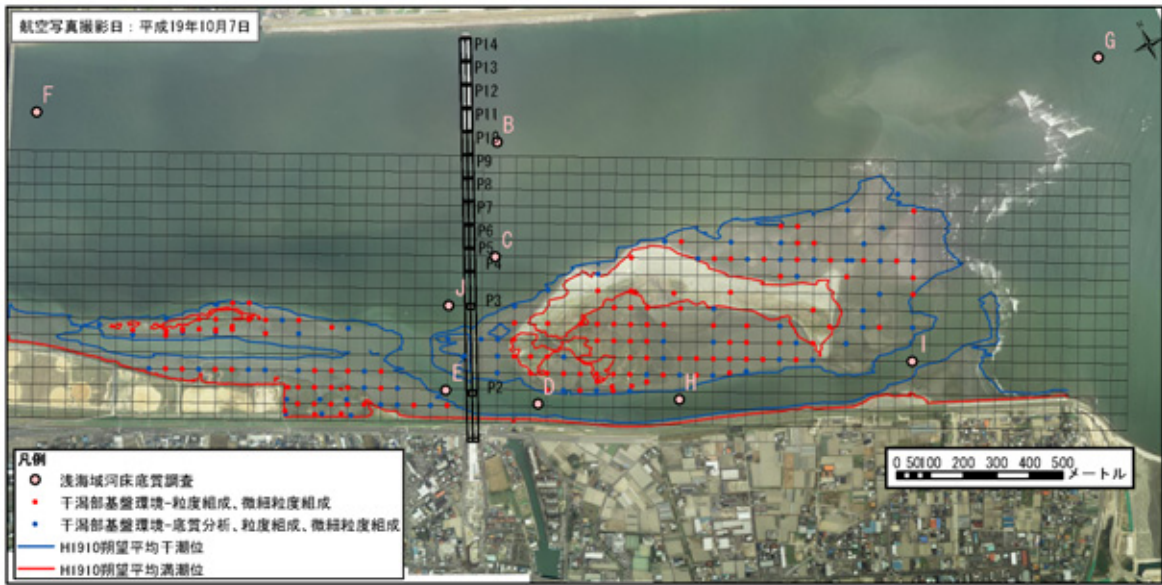 航空写真撮影日：平成19年10月7日
P14
P13
P12
P11
P10
P9
P8
P7
P6
P5
P4
P3
P2
F
B
G
C
J
E
D
H
I
凡例
浅海域河床底質調査
干潟部基盤環境-粒度組成、微細粒度組成
干潟部基盤環境-底質分析、粒度組成、微細粒度組成
H1910朔望平均干潮位
H1910朔望平均満潮位
0 50100 200 300 400 500
メートル